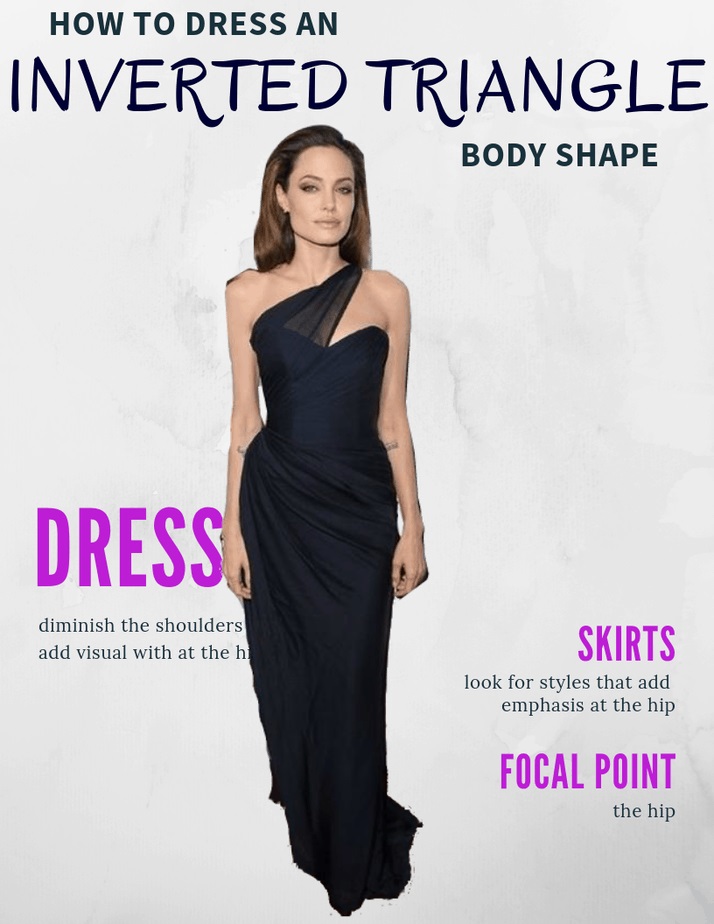 HOW TO DRESS AN
INVERTED TRIANGLE
BODY SHAPE
DRESS
diminish the shoulders
add visual with at the
SKIRTS
look for styles that add
emphasis at the hip
FOCAL POINT
the hip